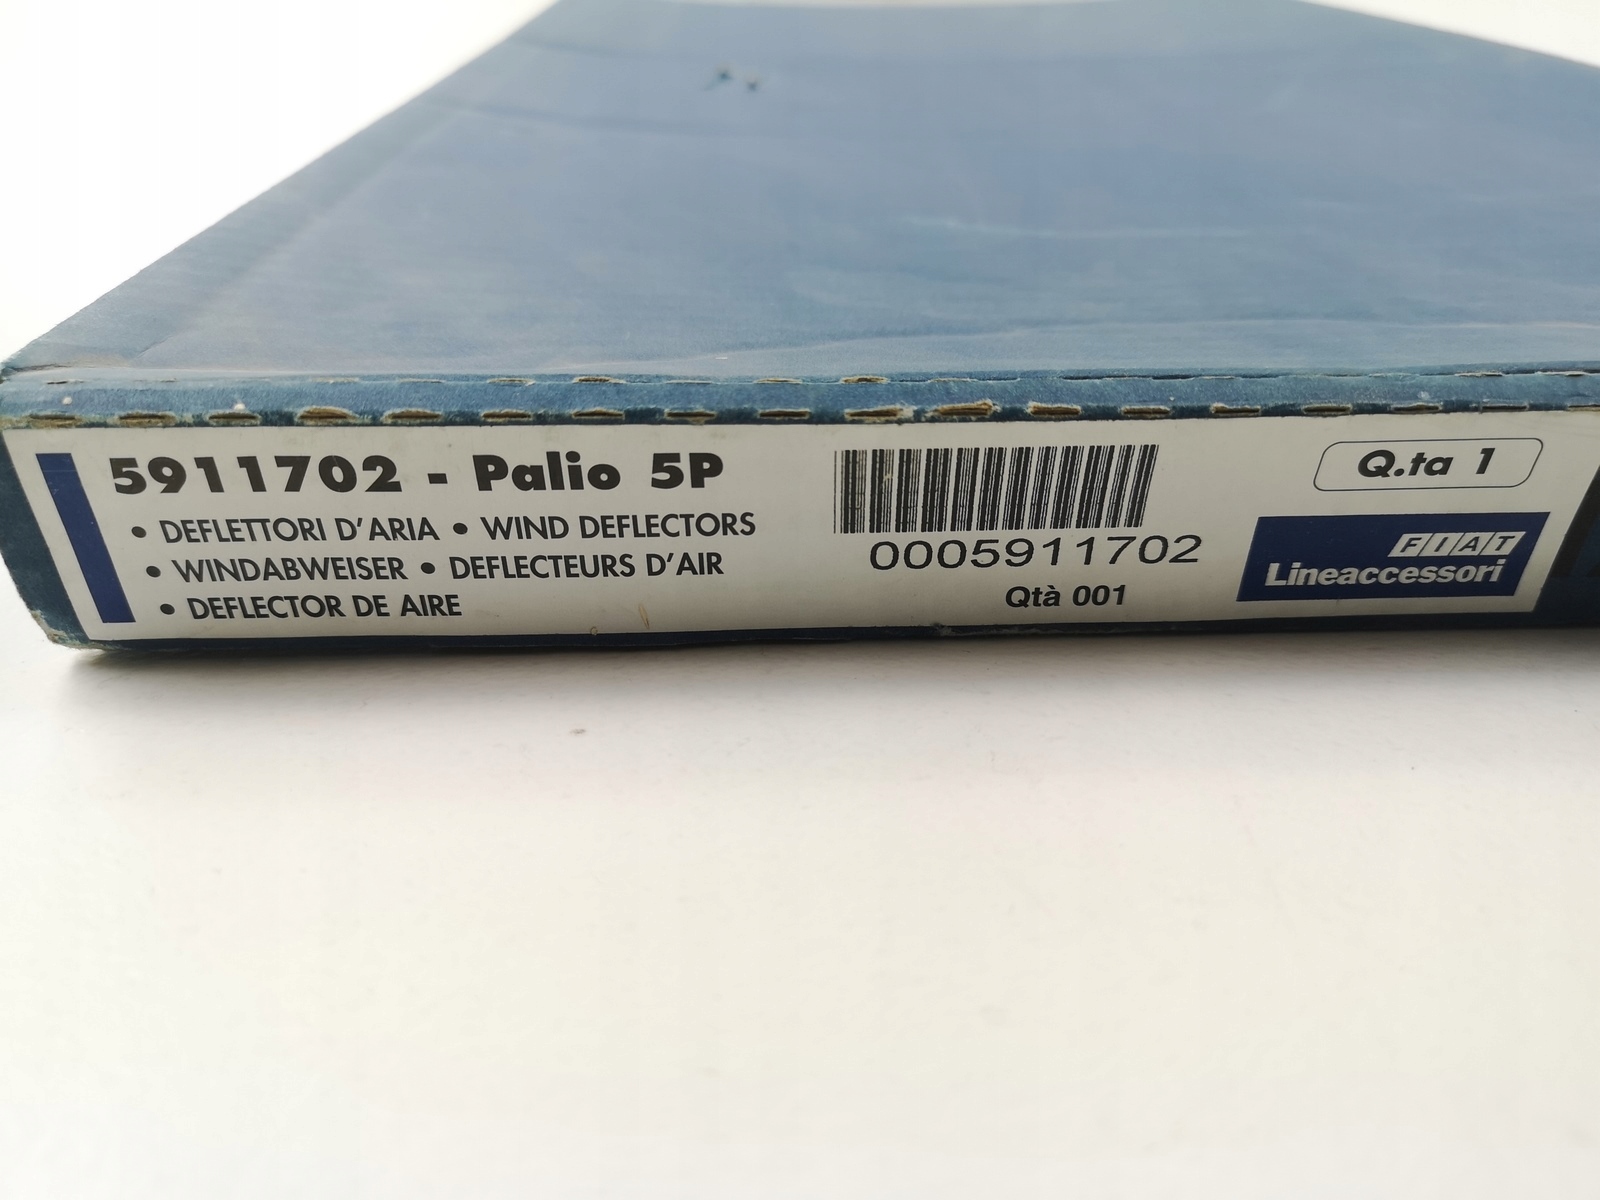 5911702 - Palio 5P
• DEFLETTORI D'ARIA • WIND DEFLECTORS
• WINDABWEISER • DEFLECTEURS D'AIR
• DEFLECTOR DE AIRE
0005911702
Qtà 001
Q.ta 1
FIAT
Lineaccessori